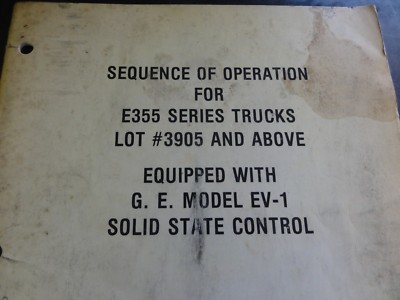 SEQUENCE OF OPERATION
FOR
E355 SERIES TRUCKS
LOT #3905 AND ABOVE
EQUIPPED WITH
G. E. MODEL EV-1
SOLID STATE CONTROL